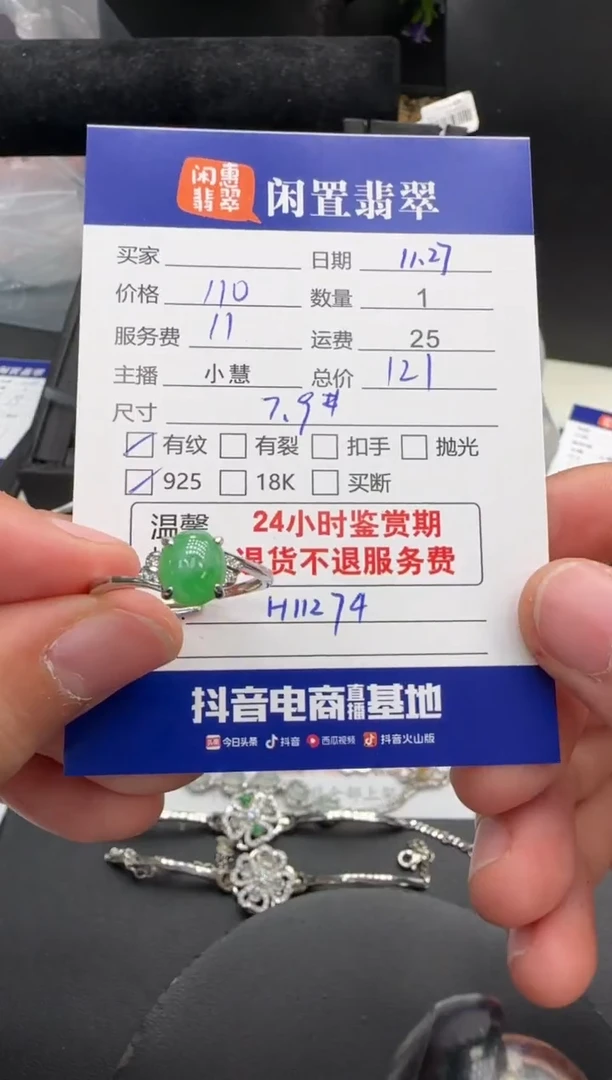 闲惠翡翠 闲置翡翠
买家 日期 11.27
价格 110 数量 1
服务费 11 运费 25
主播 小慧 总价 121
尺寸 7.9#
有纹 有裂 扣手 抛光
925 18K 买断
温馨 24小时鉴赏期
退货不退服务费
H11274
抖音电商直播基地
今日头条 抖音 西瓜视频 抖音火山版